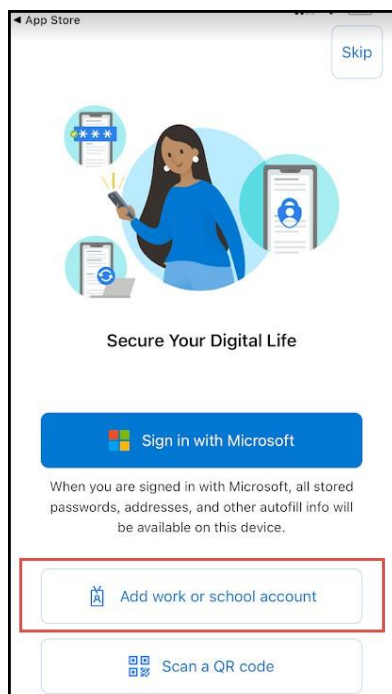 ◀ App Store
Skip
***
Secure Your Digital Life
Sign in with Microsoft
When you are signed in with Microsoft, all stored
passwords, addresses, and other autofill info will
be available on this device.
Add work or school account
Scan a QR code